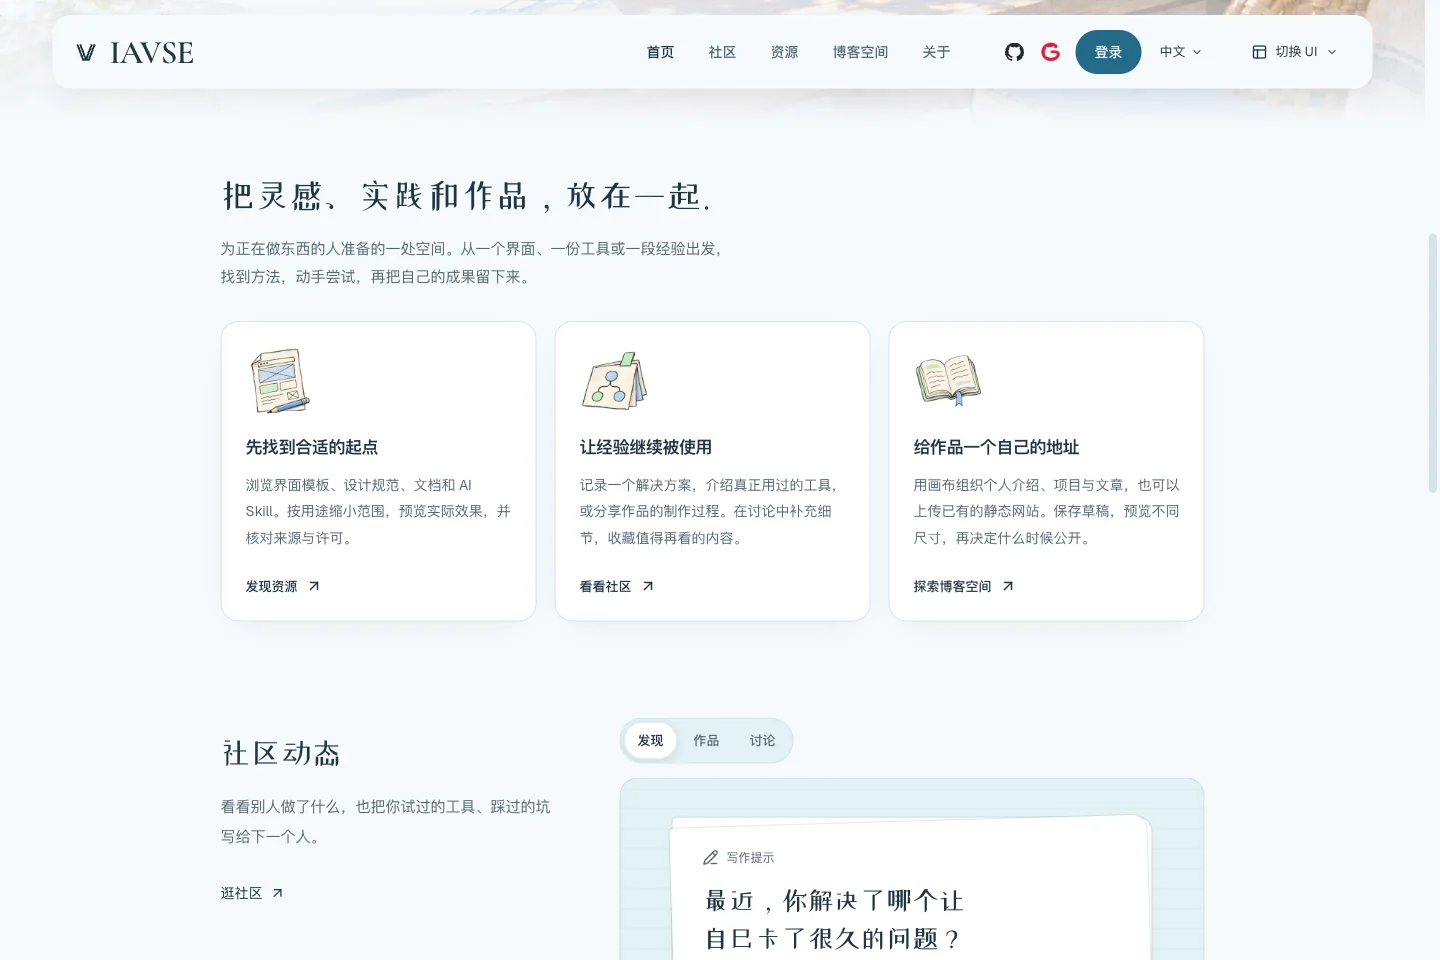 IAVSE
首页 社区 资源 博客空间 关于 登录 中文 切换 UI
把灵感、实践和作品，放在一起.
为正在做东西的人准备的一处空间。从一个界面、一份工具或一段经验出发，
找到方法，动手尝试，再把自己的成果留下来。
先找到合适的起点
浏览界面模板、设计规范、文档和 AI
Skill。按用途缩小范围，预览实际效果，并
核对来源与许可。
发现资源
让经验继续被使用
记录一个解决方案，介绍真正用过的工具，
或分享作品的制作过程。在讨论中补充细
节，收藏值得再看的内容。
看看社区
给作品一个自己的地址
用画布组织个人介绍、项目与文章，也可以
上传已有的静态网站。保存草稿，预览不同
尺寸，再决定什么时候公开。
探索博客空间
社区动态
看看别人做了什么，也把你试过的工具、踩过的坑
写给下一个人。
逛社区
发现 作品 讨论
写作提示
最近，你解决了哪个让
自己卡了很久的问题？